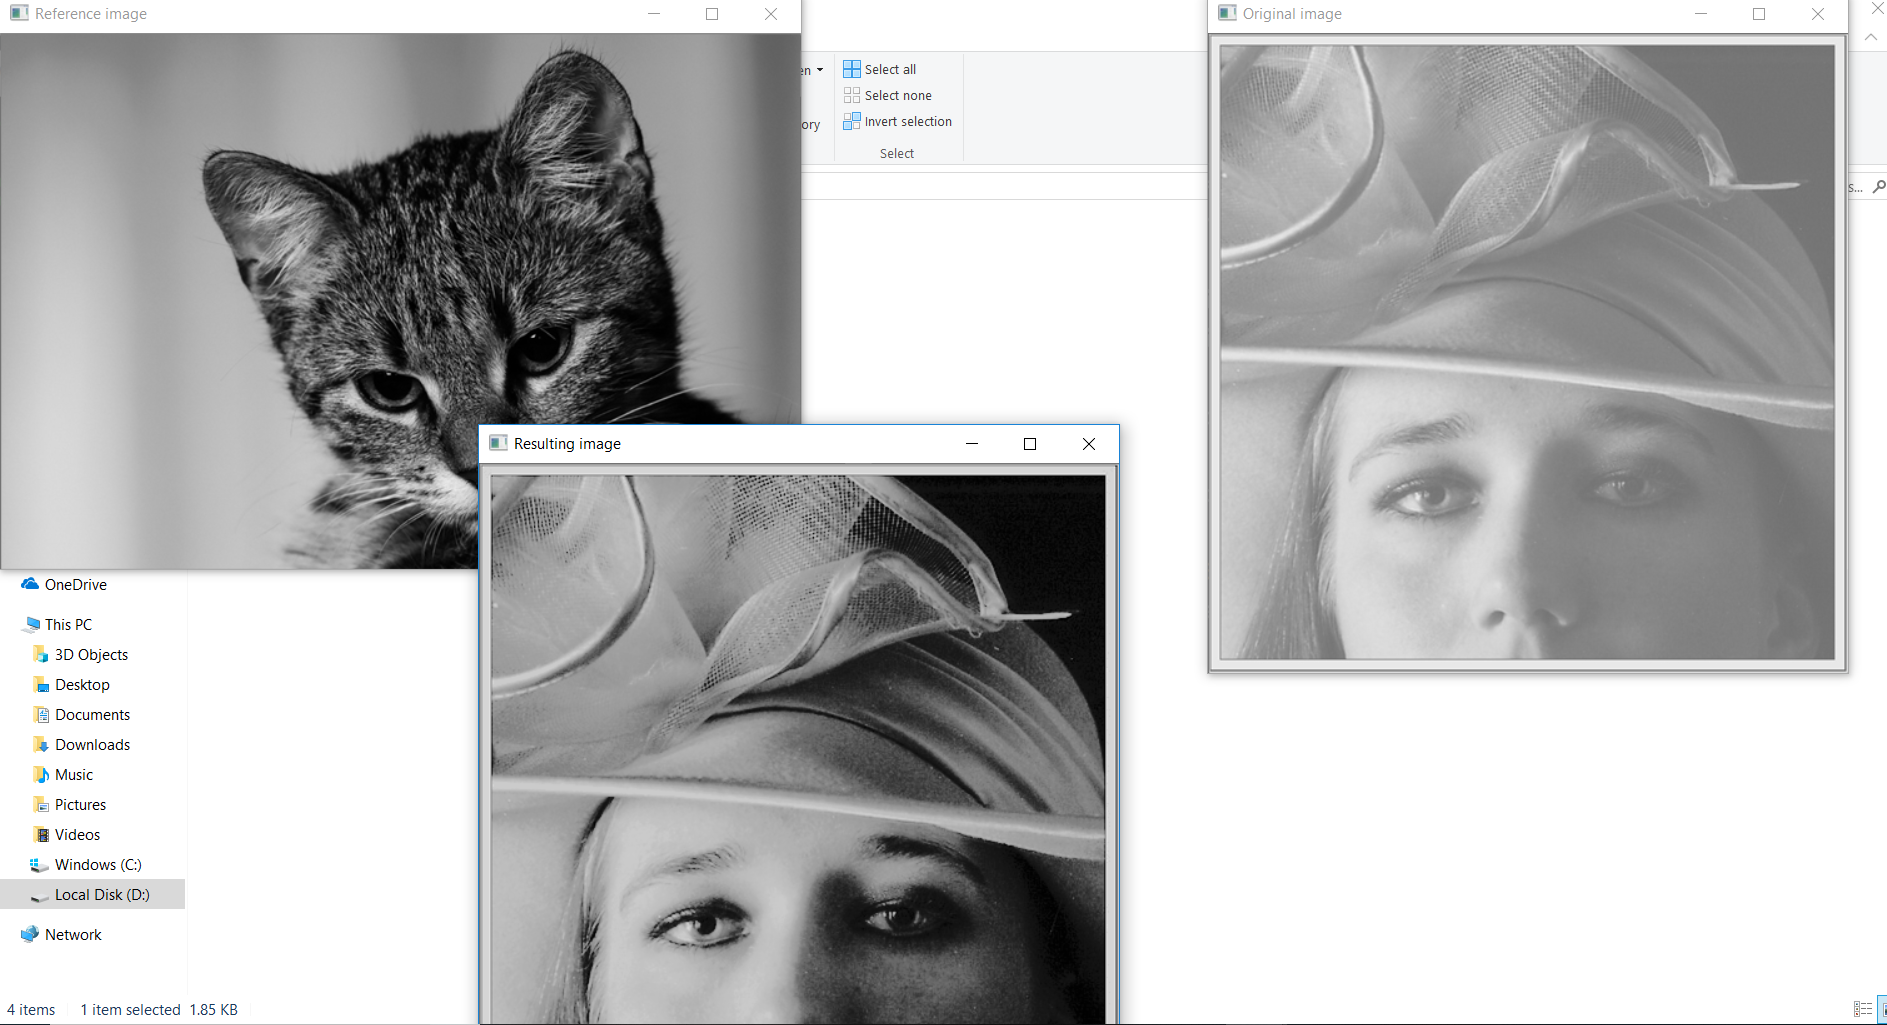 Reference image
Original image
en
Select all
Select none
ory
Invert selection
Select
s...
Resulting image
OneDrive
This PC
3D Objects
Desktop
Documents
Downloads
Music
Pictures
Videos
Windows (C:)
Local Disk (D:)
Network
4 items 1 item selected 1.85 KB